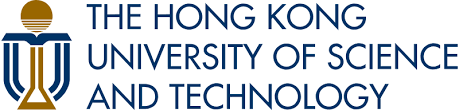 THE HONG KONG
UNIVERSITY OF SCIENCE
AND TECHNOLOGY